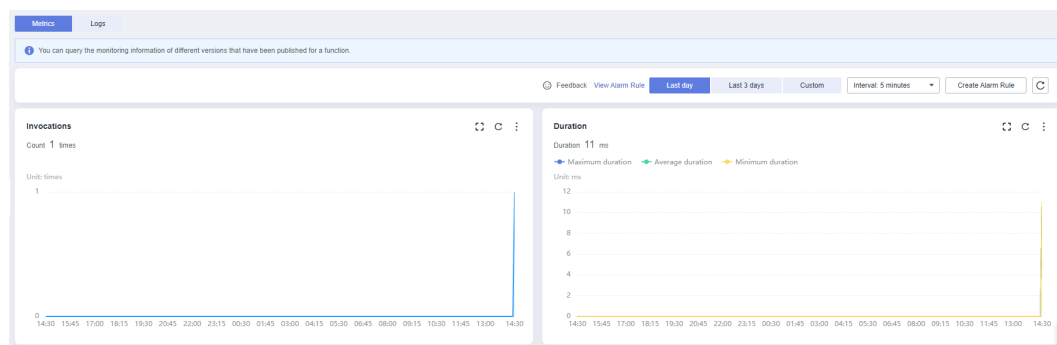 Metrics Logs
You can query the monitoring information of different versions that have been published for a function.
Feedback View Alarm Rule Last day Last 3 days Custom Interval: 5 minutes Create Alarm Rule
Invocations
Count 1 times
Unit: times
1
0
14:30 15:45 17:00 18:15 19:30 20:45 22:00 23:15 00:30 01:45 03:00 04:15 05:30 06:45 08:00 09:15 10:30 11:45 13:00 14:30
Duration
Duration 11 ms
Maximum duration Average duration Minimum duration
Unit: ms
12
10
8
6
4
2
0
14:30 15:45 17:00 18:15 19:30 20:45 22:00 23:15 00:30 01:45 03:00 04:15 05:30 06:45 08:00 09:15 10:30 11:45 13:00 14:30